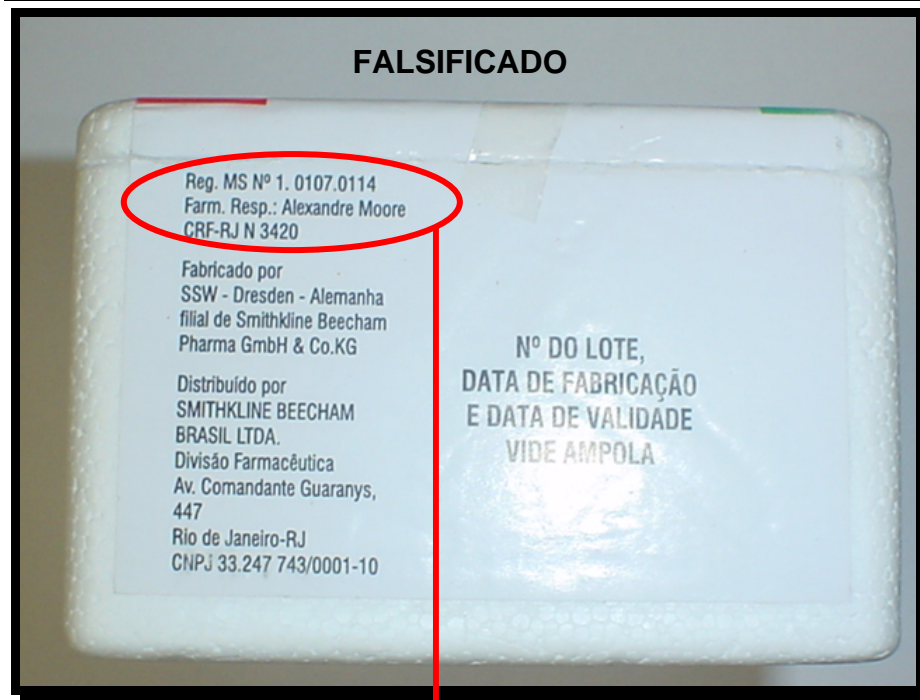 FALSIFICADO
Reg. MS Nº 1. 0107.0114
Farm. Resp.: Alexandre Moore
CRF-RJ N 3420
Fabricado por
SSW - Dresden - Alemanha
filial de Smithkline Beecham
Pharma GmbH & Co.KG
Distribuído por
SMITHKLINE BEECHAM
BRASIL LTDA.
Divisão Farmacêutica
Av. Comandante Guaranys,
447
Rio de Janeiro-RJ
CNPJ 33.247 743/0001-10
Nº DO LOTE,
DATA DE FABRICAÇÃO
E DATA DE VALIDADE
VIDE AMPOLA